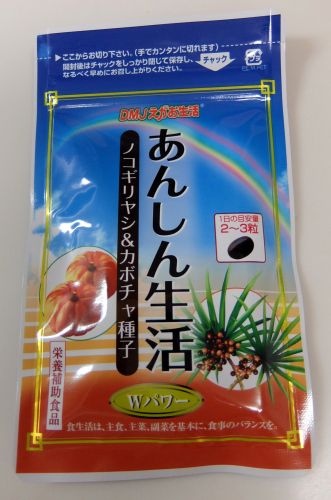 ここからお切り下さい。(手でカンタンに切れます)
開封後はチャックをしっかり閉じて保存し、
なるべく早めにお召し上がりください。
チャック
プラ
DMJえがお生活®
あんしん生活
ノコギリヤシ&カボチャ種子
1日の目安量
2〜3粒
栄養補助食品
Wパワー
食生活は、主食、主菜、副菜を基本に、食事のバランスを。